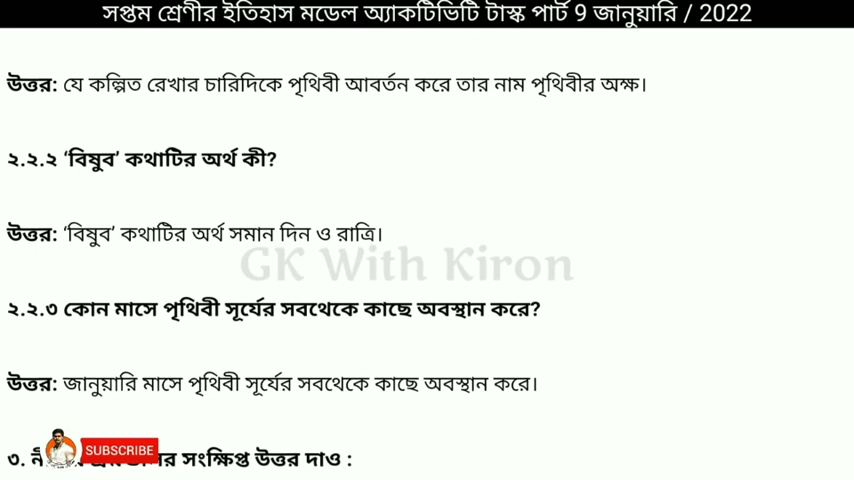 সপ্তম শ্রেণীর ইতিহাস মডেল অ্যাকটিভিটি টাস্ক পার্ট 9 জানুয়ারি / 2022
উত্তর: যে কল্পিত রেখার চারিদিকে পৃথিবী আবর্তন করে তার নাম পৃথিবীর অক্ষ।
২.২.২ ‘বিষুব’ কথাটির অর্থ কী?
উত্তর: ‘বিষুব’ কথাটির অর্থ সমান দিন ও রাত্রি।
GK With Kiron
২.২.৩ কোন মাসে পৃথিবী সূর্যের সবথেকে কাছে অবস্থান করে?
উত্তর: জানুয়ারি মাসে পৃথিবী সূর্যের সবথেকে কাছে অবস্থান করে।
SUBSCRIBE
৩. সংক্ষিপ্ত উত্তর দাও :